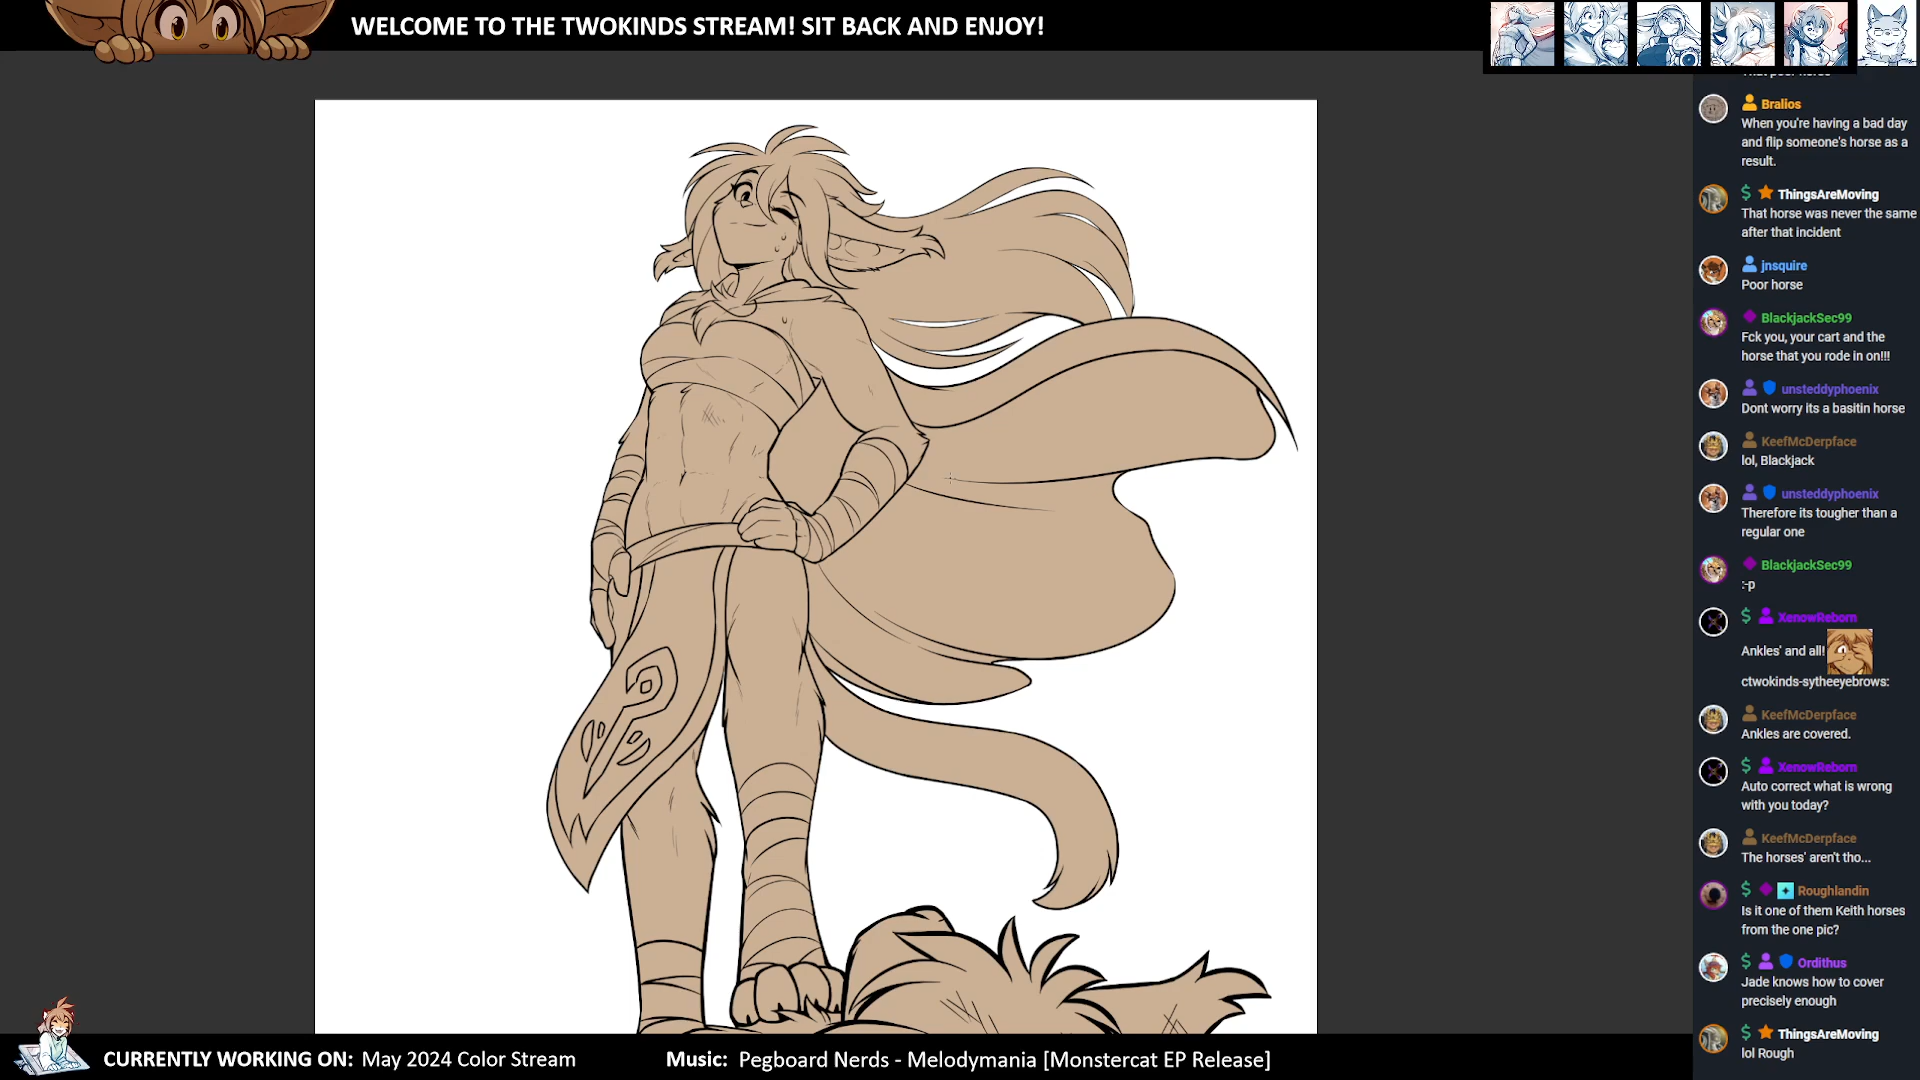 WELCOME TO THE TWOKINDS STREAM! SIT BACK AND ENJOY!
Bralios
When you're having a bad day
and flip someone's horse as a
result.
ThingsAreMoving
That horse was never the same
after that incident
jnsquire
Poor horse
BlackjackSec99
Fck you, your cart and the
horse that you rode in on!!!
unsteddyphoenix
Dont worry its a basitin horse
KeefMcDerpface
lol, Blackjack
unsteddyphoenix
Therefore its tougher than a
regular one
BlackjackSec99
:-p
XenowReborn
Ankles' and all!
ctwokinds-sytheeyebrows:
KeefMcDerpface
Ankles are covered.
XenowReborn
Auto correct what is wrong
with you today?
KeefMcDerpface
The horses' aren't tho...
Roughlandin
Is it one of them Keith horses
from the one pic?
Ordithus
Jade knows how to cover
precisely enough
ThingsAreMoving
lol Rough
CURRENTLY WORKING ON: May 2024 Color Stream
Music: Pegboard Nerds - Melodymania [Monstercat EP Release]